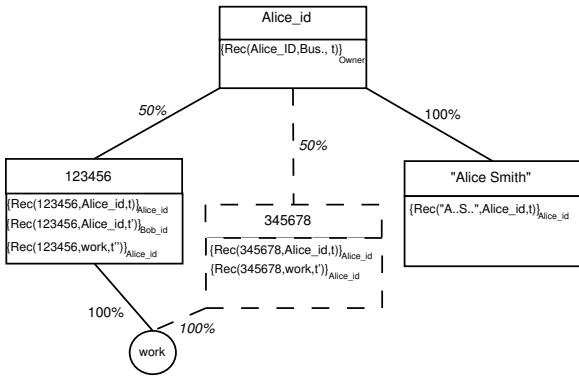 Alice_id
{Rec(Alice_ID,Bus., t)}Owner
50%
50%
100%
123456
{Rec(123456,Alice_id,t)}Alice_id
{Rec(123456,Alice_id,t')}Bob_id
{Rec(123456,work,t'')}Alice_id
345678
{Rec(345678,Alice_id,t)}Alice_id
{Rec(345678,work,t')}Alice_id
"Alice Smith"
{Rec("A..S..",Alice_id,t)}Alice_id
100%
100%
work